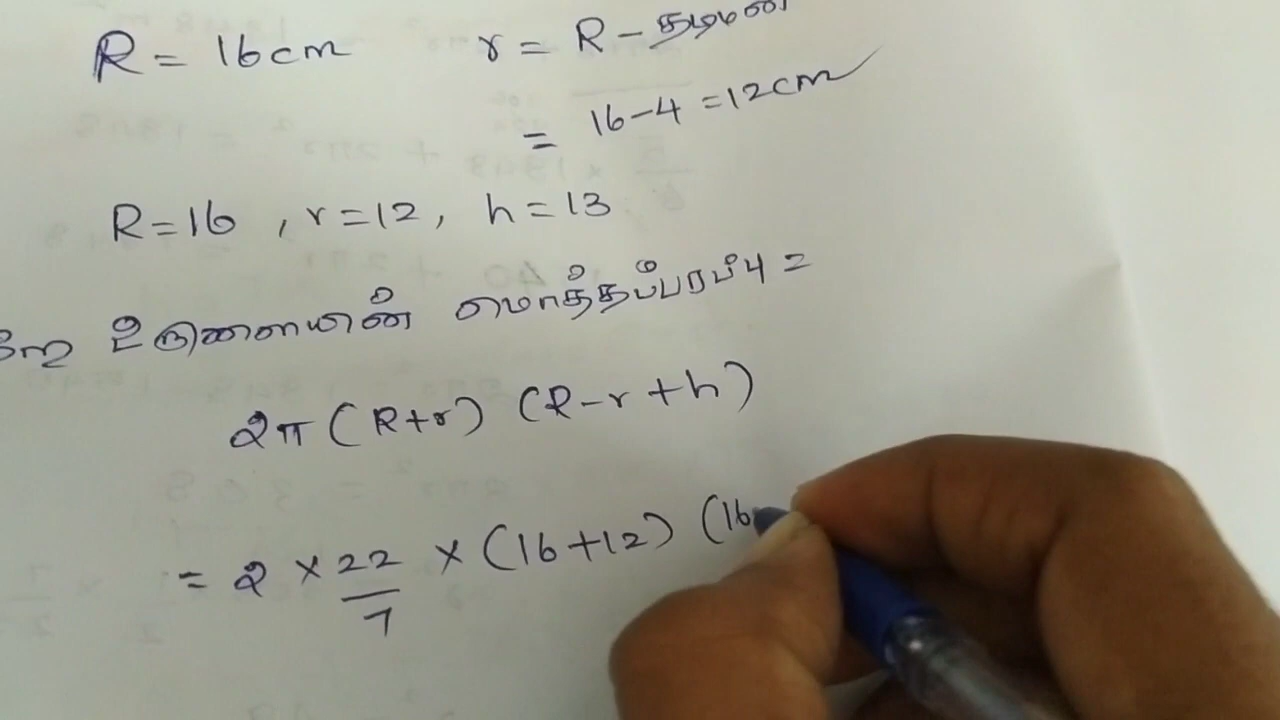 R = 16cm r = R - தடிமன்
= 16-4 = 12cm
R=16 , r=12, h=13
உருளையின் மொத்தப்பரப்பு =
2π (R+r) (R-r+h)
= 2 × 22/7 × (16+12) (16